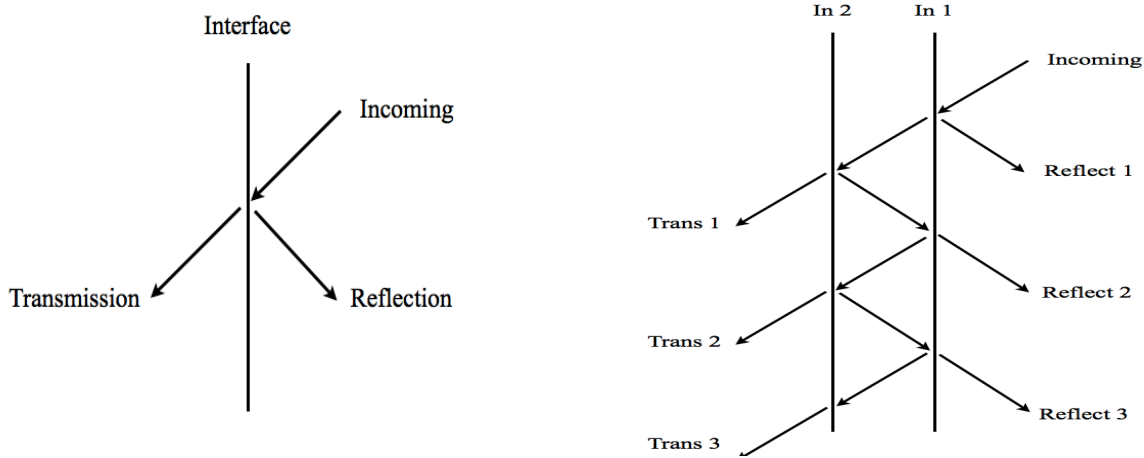 Interface
Incoming
Transmission
Reflection
In 2
In 1
Incoming
Reflect 1
Trans 1
Reflect 2
Trans 2
Reflect 3
Trans 3